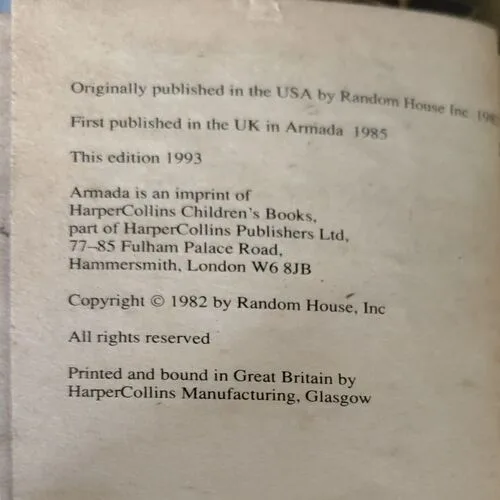 Originally published in the USA by Random House Inc
First published in the UK in Armada 1985
This edition 1993
Armada is an imprint of
HarperCollins Children's Books,
part of HarperCollins Publishers Ltd,
77–85 Fulham Palace Road,
Hammersmith, London W6 8JB
Copyright © 1982 by Random House, Inc
All rights reserved
Printed and bound in Great Britain by
HarperCollins Manufacturing, Glasgow